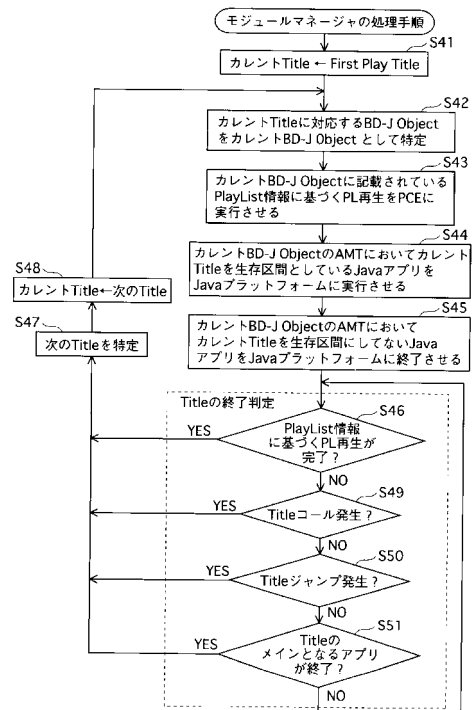 モジュールマネージャの処理手順
S41
カレントTitle ← First Play Title
S42
カレントTitleに対応するBD-J Object
をカレントBD-J Object として特定
S43
カレントBD-J Objectに記載されている
PlayList情報に基づくPL再生をPCEに
実行させる
S44
カレントBD-J ObjectのAMTにおいてカレント
Titleを生存区間としているJavaアプリを
Javaプラットフォームに実行させる
S45
カレントBD-J ObjectのAMTにおいて
カレントTitleを生存区間にしてないJava
アプリをJavaプラットフォームに終了させる
S48
カレントTitle←次のTitle
S47
次のTitleを特定
Titleの終了判定
S46
PlayList情報
に基づくPL再生が
完了？
YES
NO
S49
Titleコール発生？
YES
NO
S50
Titleジャンプ発生？
YES
NO
S51
Titleの
メインとなるアプリ
が終了？
YES
NO